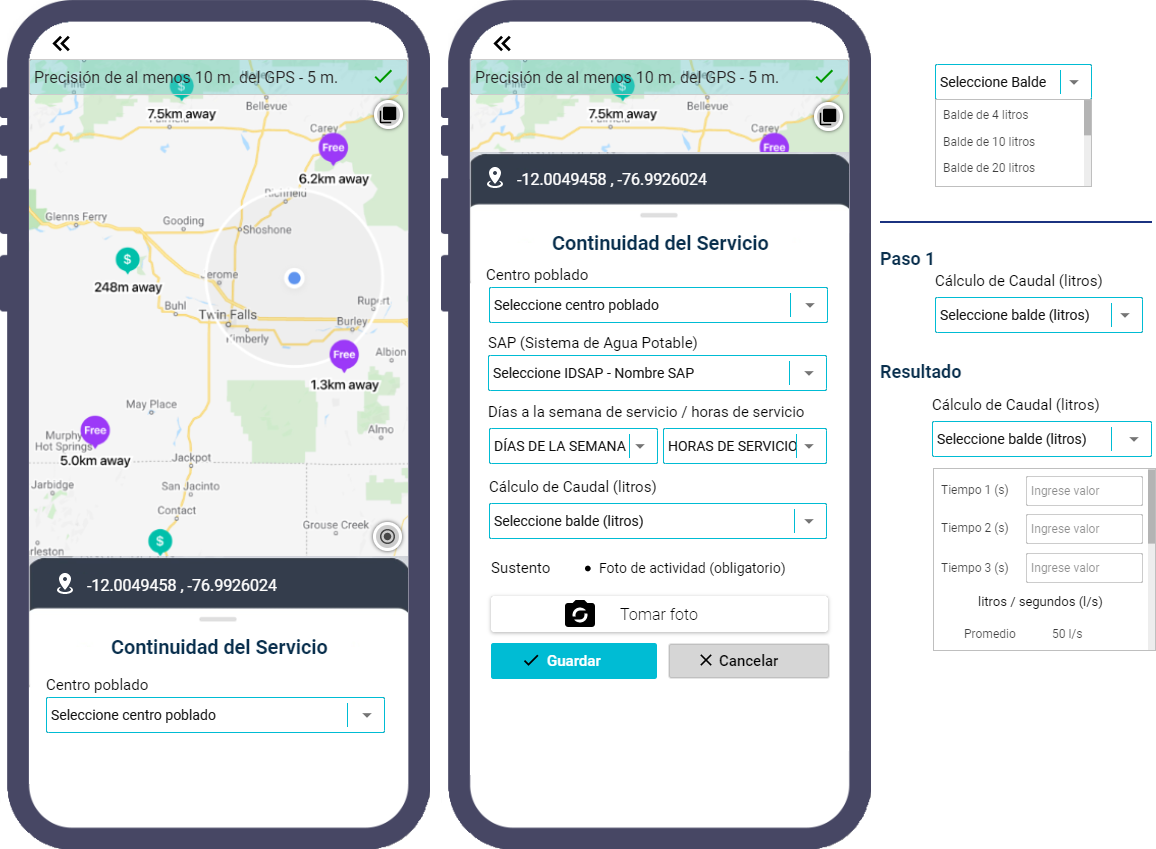 Precisión de al menos 10 m. del GPS - 5 m.
$
7.5km away
Bellevue
Carey
Free
6.2km away
Richfield
Glenns Ferry
Gooding
Shoshone
$
248m away
Jerome
Buhl
Twin Falls
Rupert
Burley
Kimberly
Free
Albion
1.3km away
May Place
Free
Almo
Murphy
Hot Springs
5.0km away
Jackpot
Jarbidge
San Jacinto
Contact
Grouse Creek
$
-12.0049458 , -76.9926024
Continuidad del Servicio
Centro poblado
Seleccione centro poblado
Precisión de al menos 10 m. del GPS - 5 m.
$
7.5km away
Bellevue
Carey
Free
-12.0049458 , -76.9926024
Continuidad del Servicio
Centro poblado
Seleccione centro poblado
SAP (Sistema de Agua Potable)
Seleccione IDSAP - Nombre SAP
Días a la semana de servicio / horas de servicio
DÍAS DE LA SEMANA
HORAS DE SERVICIO
Cálculo de Caudal (litros)
Seleccione balde (litros)
Sustento • Foto de actividad (obligatorio)
Tomar foto
Guardar
Cancelar
Seleccione Balde
Balde de 4 litros
Balde de 10 litros
Balde de 20 litros
Paso 1
Cálculo de Caudal (litros)
Seleccione balde (litros)
Resultado
Cálculo de Caudal (litros)
Seleccione balde (litros)
Tiempo 1 (s) Ingrese valor
Tiempo 2 (s) Ingrese valor
Tiempo 3 (s) Ingrese valor
litros / segundos (l/s)
Promedio 50 l/s